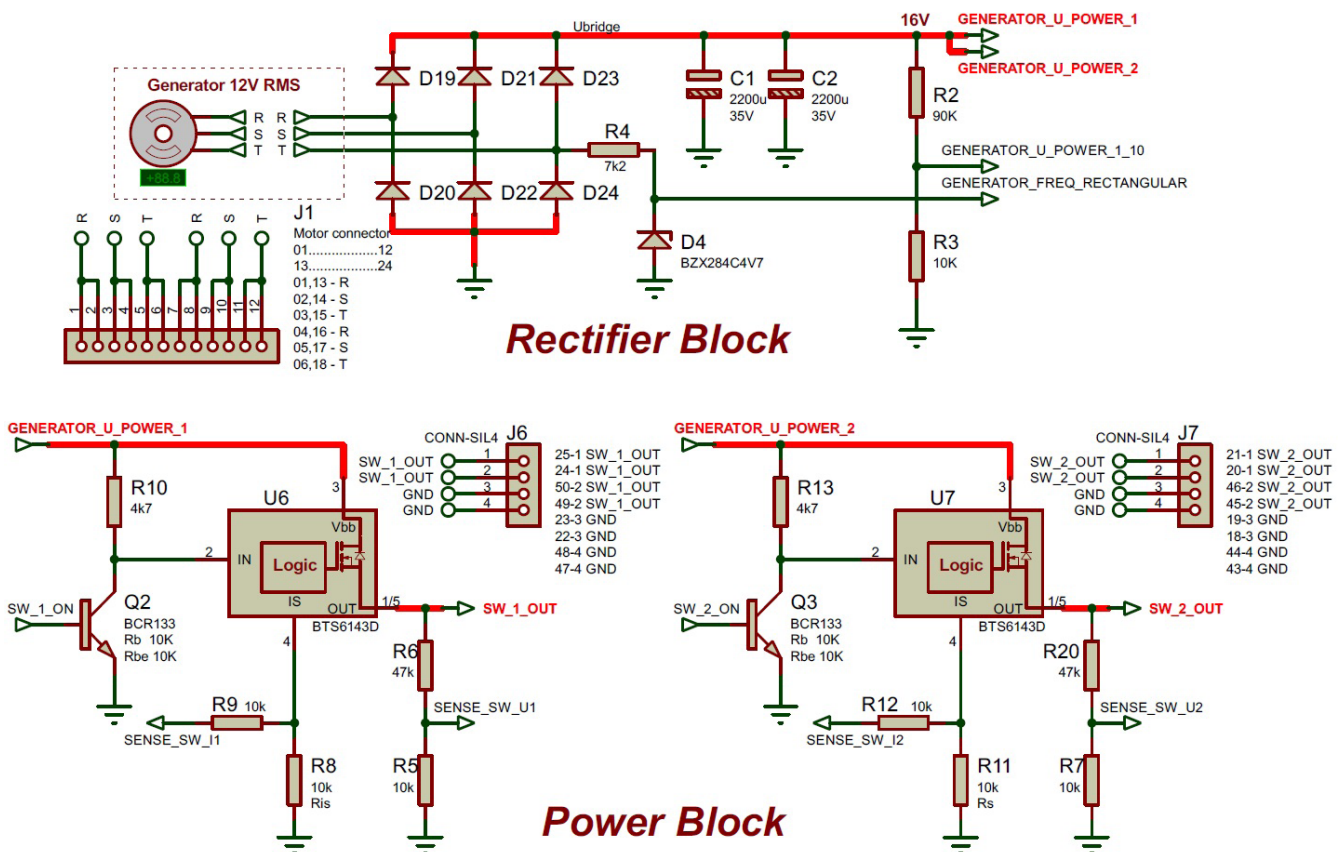 16V
GENERATOR_U_POWER_1
Ubridge
GENERATOR_U_POWER_2
Generator 12V RMS
D19
D21
D23
C1
2200u
35V
C2
2200u
35V
R2
90K
R
R
S
S
T
T
+88.8
R4
7k2
GENERATOR_U_POWER_1_10
GENERATOR_FREQ_RECTANGULAR
D20
D22
D24
D4
BZX284C4V7
R3
10K
R
S
T
R
S
T
J1
Motor connector
01..................12
13..................24
01,13 - R
02,14 - S
03,15 - T
04,16 - R
05,17 - S
06,18 - T
1
2
3
4
5
6
7
8
9
10
11
12
Rectifier Block
GENERATOR_U_POWER_1
R10
4k7
U6
3
Vbb
2
IN
Logic
IS
OUT
1/5
BTS6143D
4
SW_1_ON
Q2
BCR133
Rb 10K
Rbe 10K
SW_1_OUT
R6
47k
R9 10k
SENSE_SW_I1
SENSE_SW_U1
R8
10k
Ris
R5
10k
CONN-SIL4
J6
SW_1_OUT
1
SW_1_OUT
2
GND
3
GND
4
25-1 SW_1_OUT
24-1 SW_1_OUT
50-2 SW_1_OUT
49-2 SW_1_OUT
23-3 GND
22-3 GND
48-4 GND
47-4 GND
GENERATOR_U_POWER_2
R13
4k7
U7
3
Vbb
2
IN
Logic
IS
OUT
1/5
BTS6143D
4
SW_2_ON
Q3
BCR133
Rb 10K
Rbe 10K
SW_2_OUT
R20
47k
R12 10k
SENSE_SW_I2
SENSE_SW_U2
R11
10k
Rs
R7
10k
CONN-SIL4
J7
SW_2_OUT
1
SW_2_OUT
2
GND
3
GND
4
21-1 SW_2_OUT
20-1 SW_2_OUT
46-2 SW_2_OUT
45-2 SW_2_OUT
19-3 GND
18-3 GND
44-4 GND
43-4 GND
Power Block